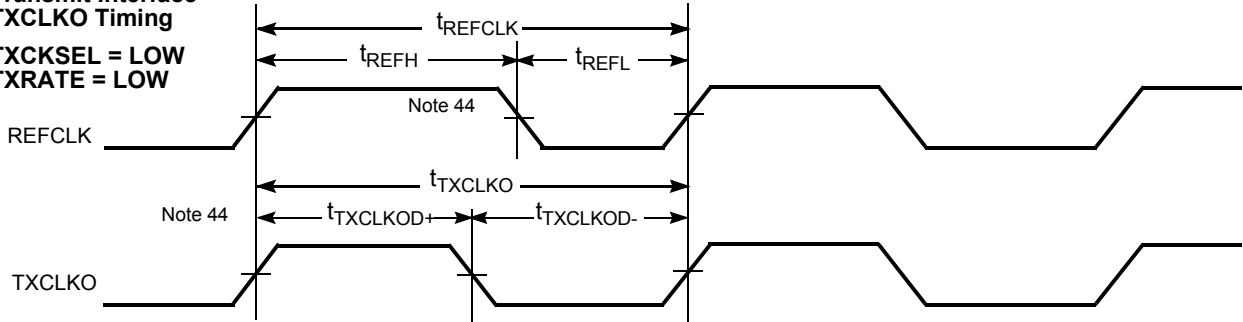 TXCLKO Timing
TXCKSEL = LOW
TXRATE = LOW
tREFCLK
tREFH
tREFL
Note 44
REFCLK
tTXCLKO
Note 44
tTXCLKOD+
tTXCLKOD-
TXCLKO